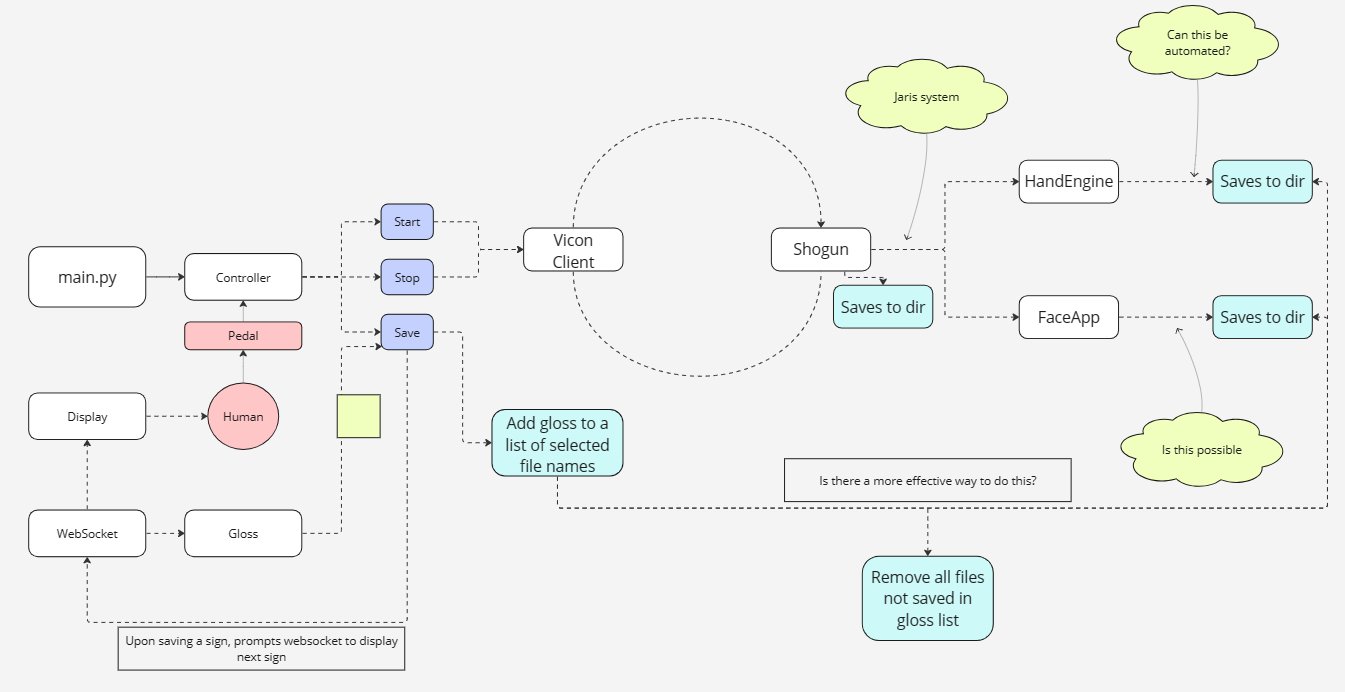 Can this be
automated?
Jaris system
HandEngine
Saves to dir
Start
Vicon
Client
Shogun
main.py
Controller
Stop
Saves to dir
FaceApp
Saves to dir
Pedal
Save
Display
Human
Add gloss to a
list of selected
file names
Is this possible
Is there a more effective way to do this?
WebSocket
Gloss
Remove all files
not saved in
gloss list
Upon saving a sign, prompts websocket to display
next sign